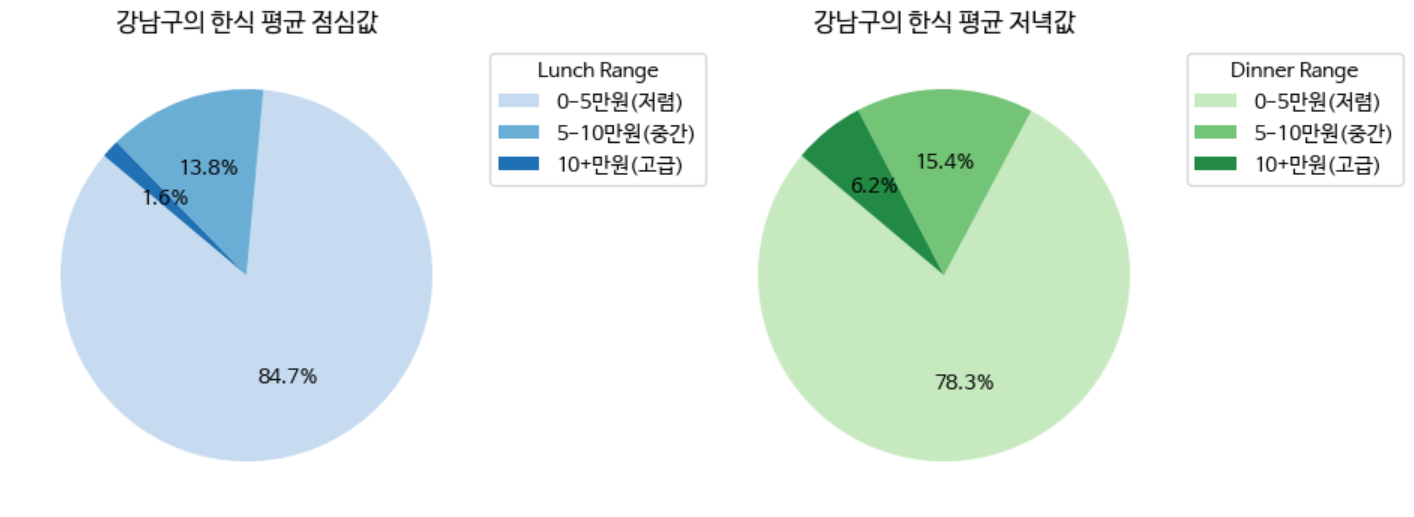 강남구의 한식 평균 점심값
Lunch Range
0-5만원(저렴)
5-10만원(중간)
10+만원(고급)
13.8%
1.6%
84.7%
강남구의 한식 평균 저녁값
Dinner Range
0-5만원(저렴)
5-10만원(중간)
10+만원(고급)
15.4%
6.2%
78.3%